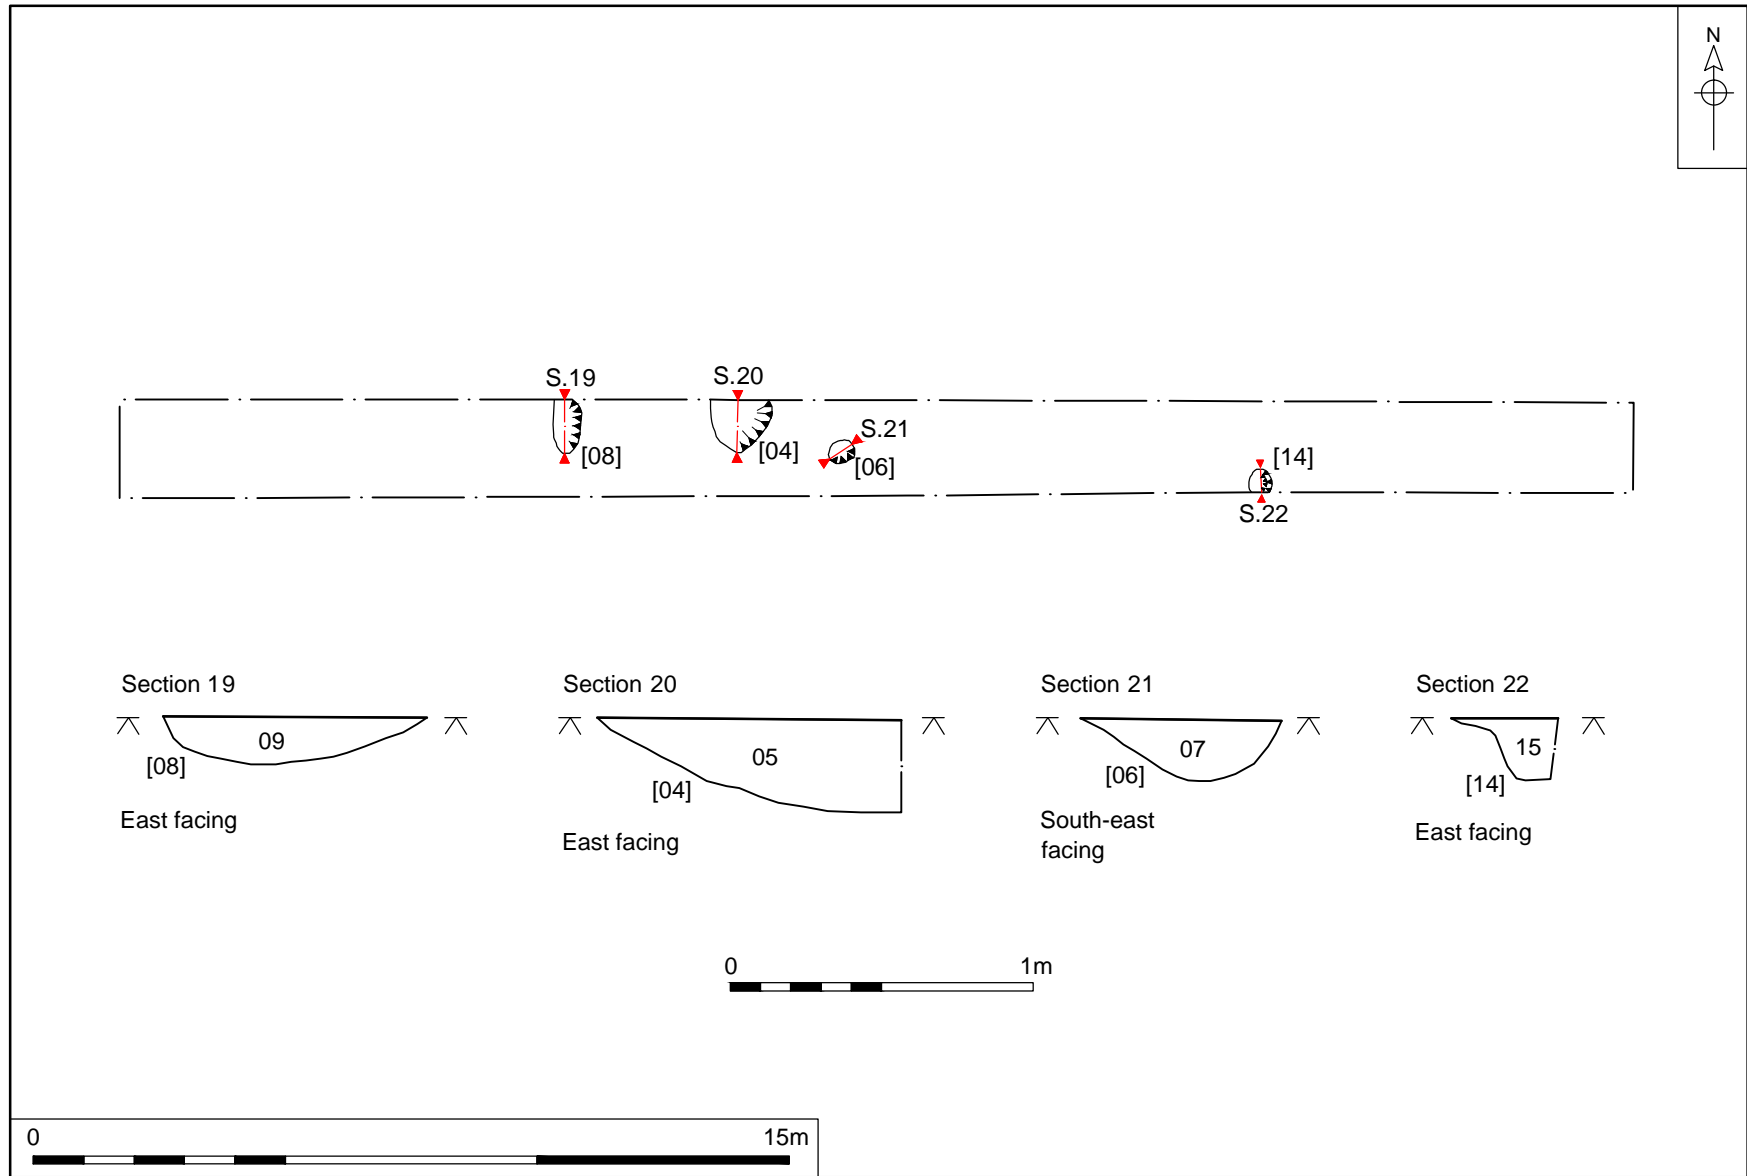 N
S.19
S.20
[08]
[04]
S.21
[06]
[14]
S.22
Section 19
09
[08]
East facing
Section 20
05
[04]
East facing
Section 21
07
[06]
South-east
facing
Section 22
15
[14]
East facing
0 1m
0 15m